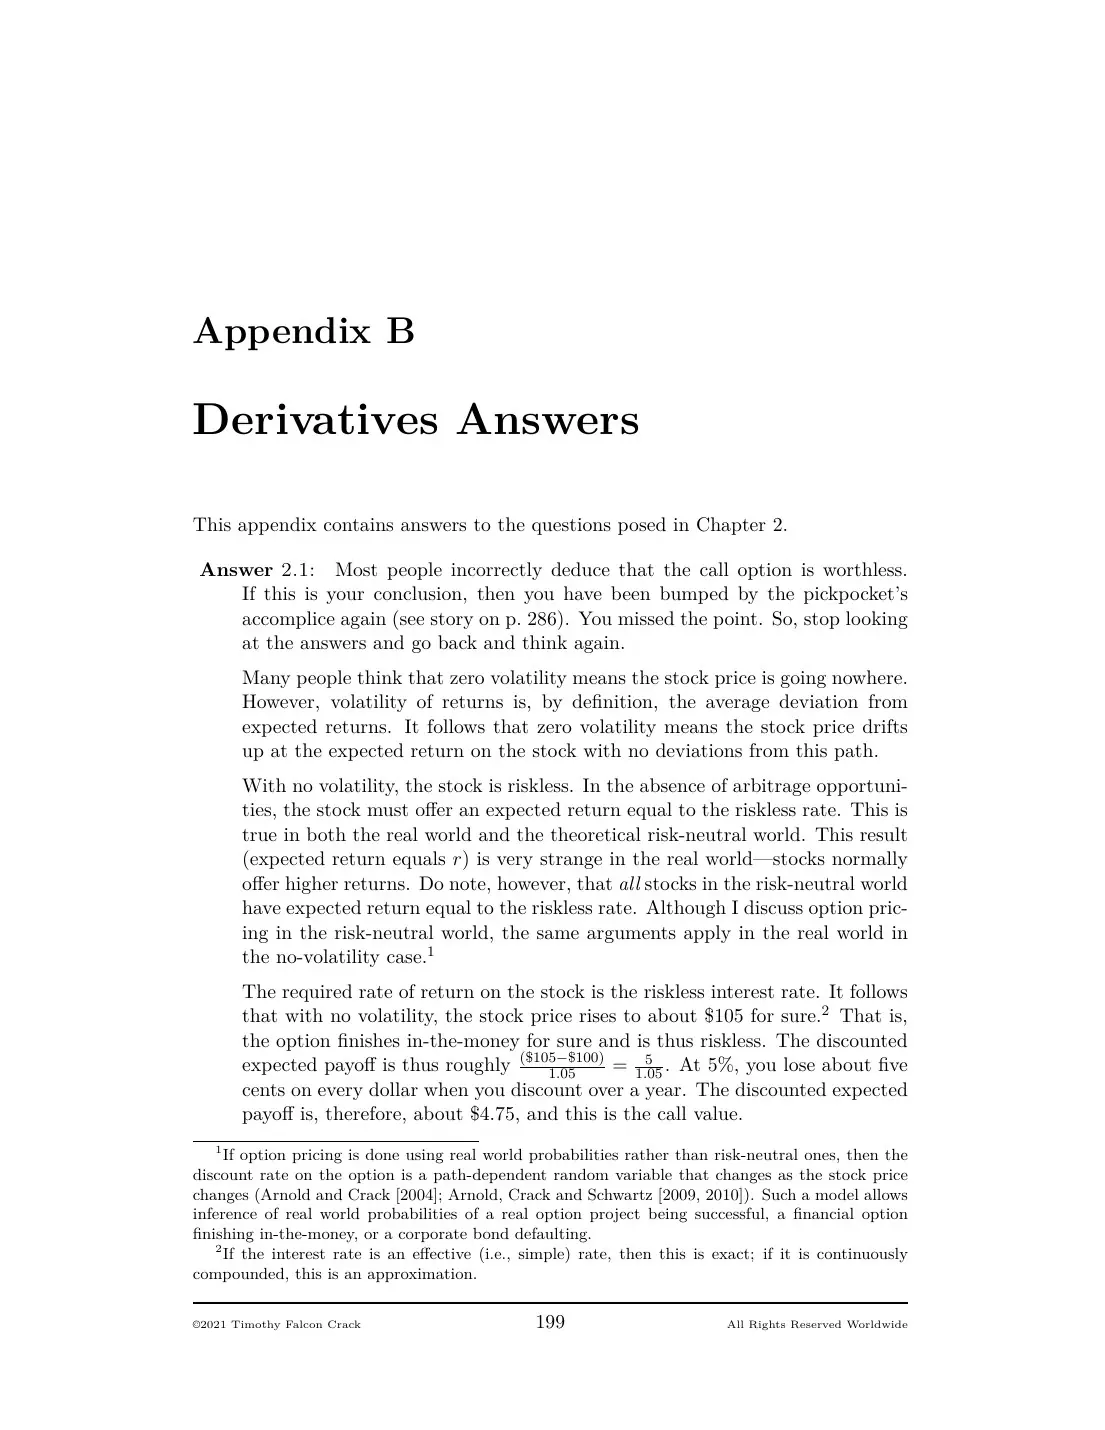 Appendix B
Derivatives Answers
This appendix contains answers to the questions posed in Chapter 2.
Answer 2.1: Most people incorrectly deduce that the call option is worthless.
If this is your conclusion, then you have been bumped by the pickpocket's
accomplice again (see story on p. 286). You missed the point. So, stop looking
at the answers and go back and think again.
Many people think that zero volatility means the stock price is going nowhere.
However, volatility of returns is, by definition, the average deviation from
expected returns. It follows that zero volatility means the stock price drifts
up at the expected return on the stock with no deviations from this path.
With no volatility, the stock is riskless. In the absence of arbitrage opportuni-
ties, the stock must offer an expected return equal to the riskless rate. This is
true in both the real world and the theoretical risk-neutral world. This result
(expected return equals r) is very strange in the real world—stocks normally
offer higher returns. Do note, however, that all stocks in the risk-neutral world
have expected return equal to the riskless rate. Although I discuss option pric-
ing in the risk-neutral world, the same arguments apply in the real world in
the no-volatility case.¹
The required rate of return on the stock is the riskless interest rate. It follows
that with no volatility, the stock price rises to about $105 for sure.² That is,
the option finishes in-the-money for sure and is thus riskless. The discounted
expected payoff is thus roughly ($105−$100)/1.05 = 5/1.05. At 5%, you lose about five
cents on every dollar when you discount over a year. The discounted expected
payoff is, therefore, about $4.75, and this is the call value.
¹If option pricing is done using real world probabilities rather than risk-neutral ones, then the
discount rate on the option is a path-dependent random variable that changes as the stock price
changes (Arnold and Crack [2004]; Arnold, Crack and Schwartz [2009, 2010]). Such a model allows
inference of real world probabilities of a real option project being successful, a financial option
finishing in-the-money, or a corporate bond defaulting.
²If the interest rate is an effective (i.e., simple) rate, then this is exact; if it is continuously
compounded, this is an approximation.
©2021 Timothy Falcon Crack 199 All Rights Reserved Worldwide